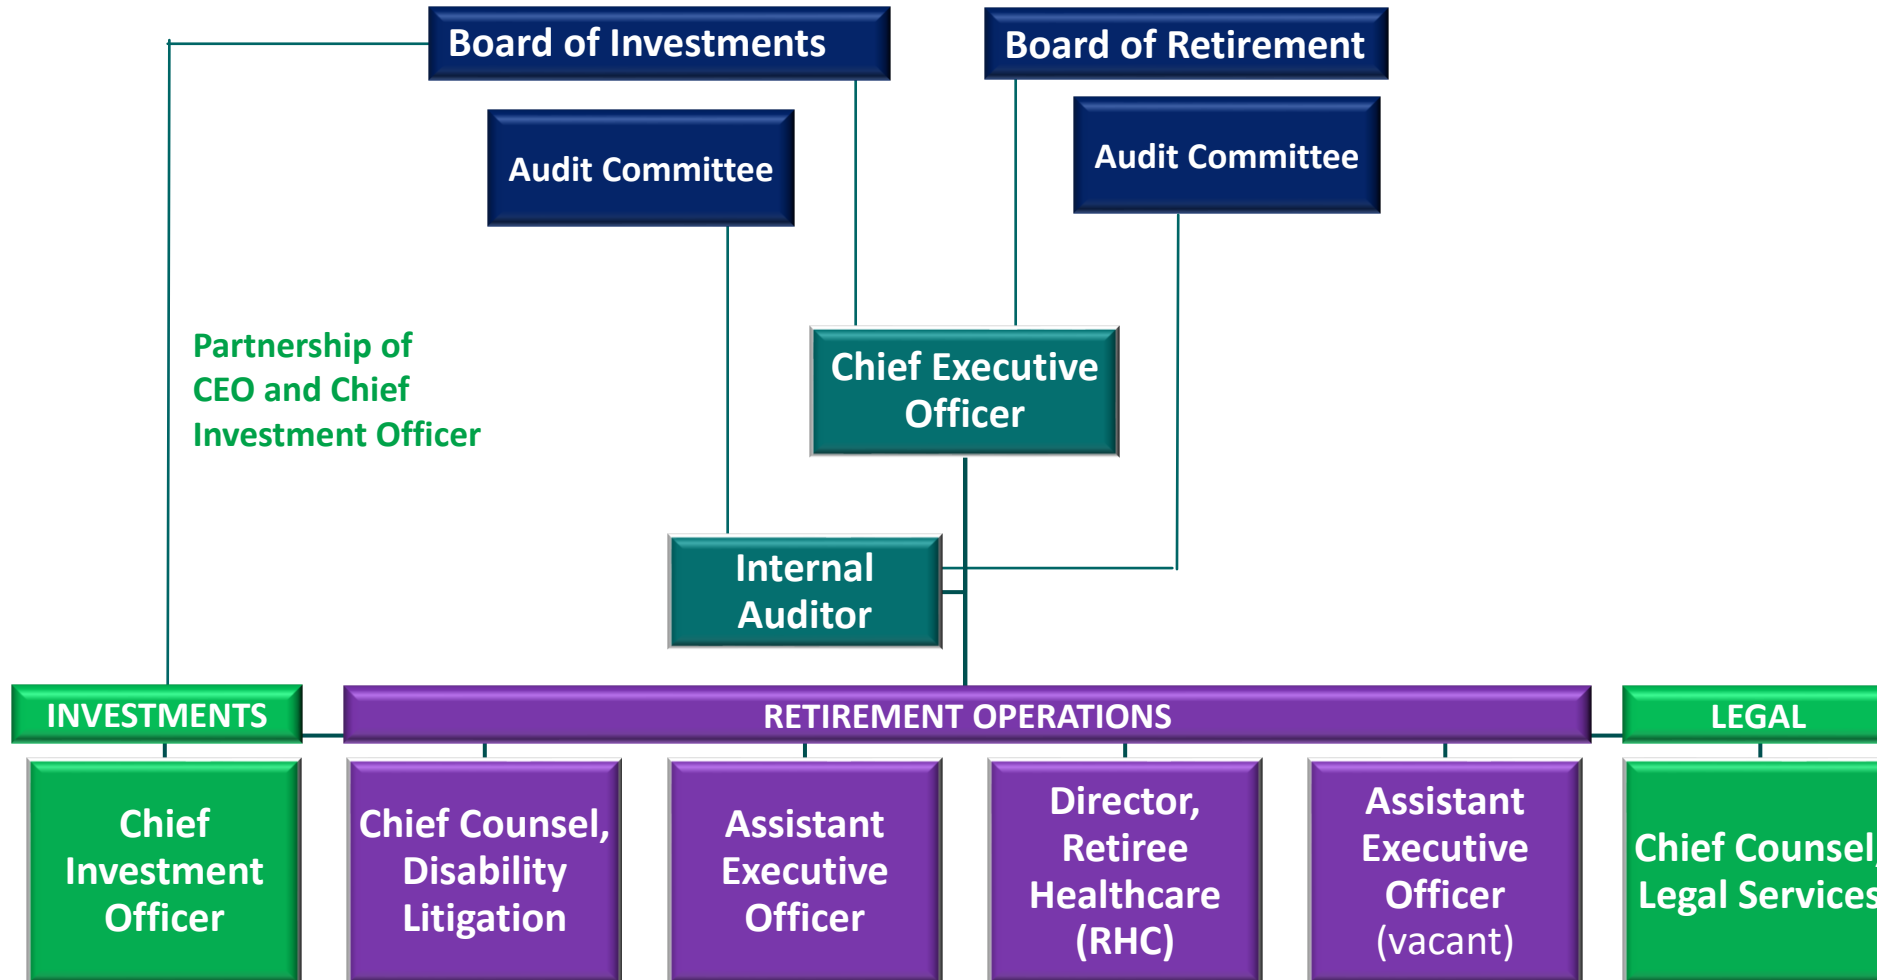 Board of Investments
Board of Retirement
Audit Committee
Audit Committee
Partnership of
CEO and Chief
Investment Officer
Chief Executive
Officer
Internal
Auditor
INVESTMENTS
RETIREMENT OPERATIONS
LEGAL
Chief
Investment
Officer
Chief Counsel,
Disability
Litigation
Assistant
Executive
Officer
Director,
Retiree
Healthcare
(RHC)
Assistant
Executive
Officer
(vacant)
Chief Counsel,
Legal Services